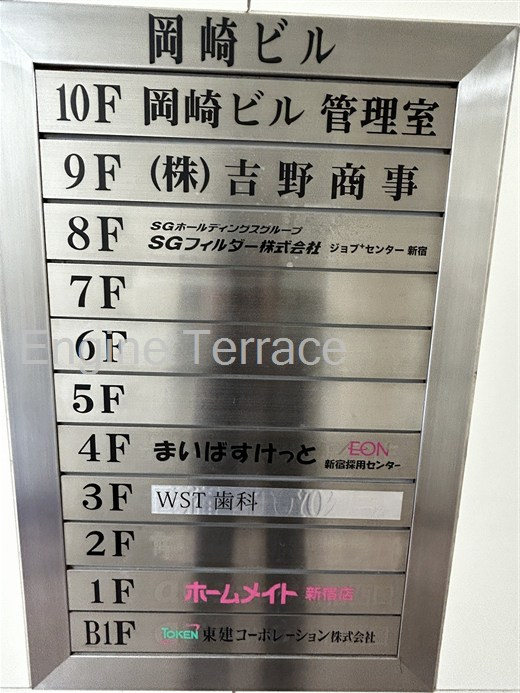 岡崎ビル
10F 岡崎ビル 管理室
9F (株)吉野商事
SGホールディングスグループ
8F SGフィルダー株式会社 ジョブ+センター 新宿
7F
6F
Engine Terrace
5F
4F まいばすけっと AEON
新宿採用センター
3F WST 歯科
2F
1F ホームメイト 新宿店
B1F TOKEN 東建コーポレーション株式会社